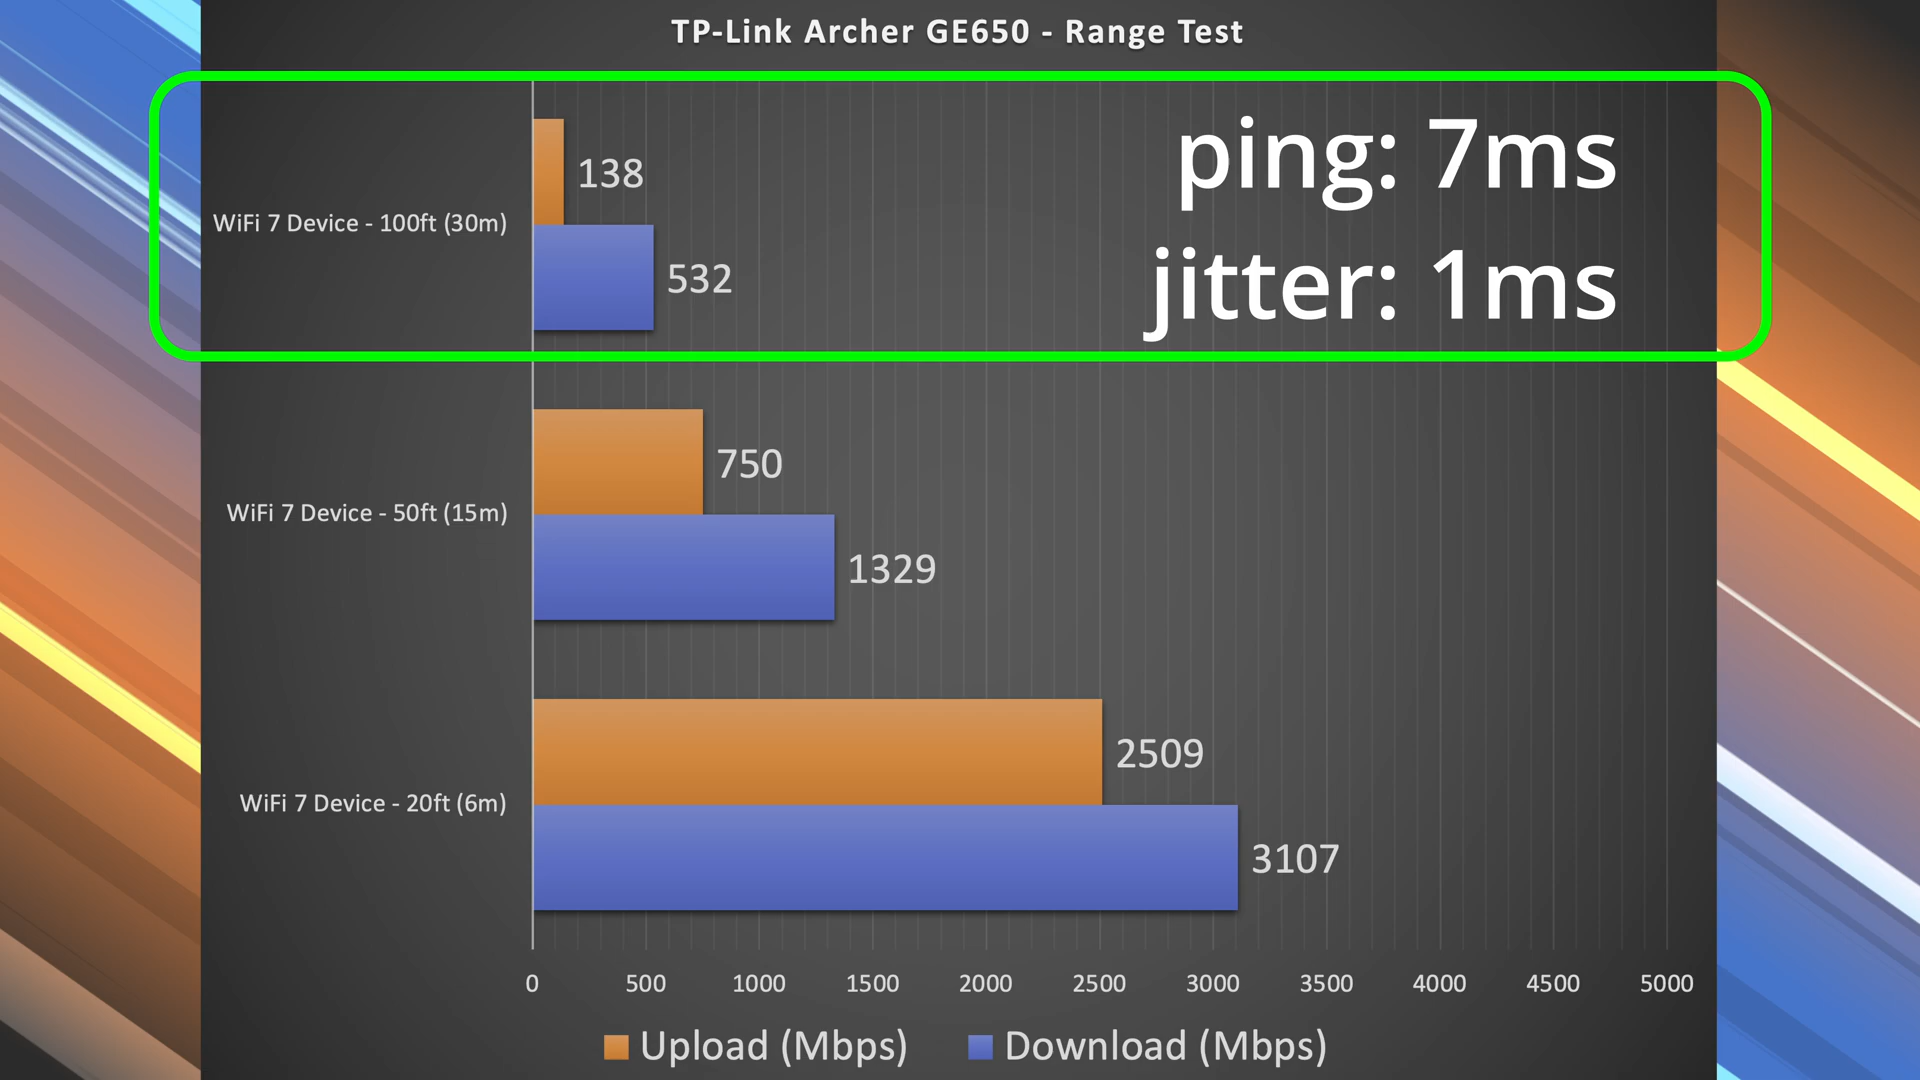 TP-Link Archer GE650 - Range Test
ping: 7ms
138
WiFi 7 Device - 100ft (30m)
jitter: 1ms
532
750
WiFi 7 Device - 50ft (15m)
1329
2509
WiFi 7 Device - 20ft (6m)
3107
0 500 1000 1500 2000 2500 3000 3500 4000 4500 5000
Upload (Mbps) Download (Mbps)